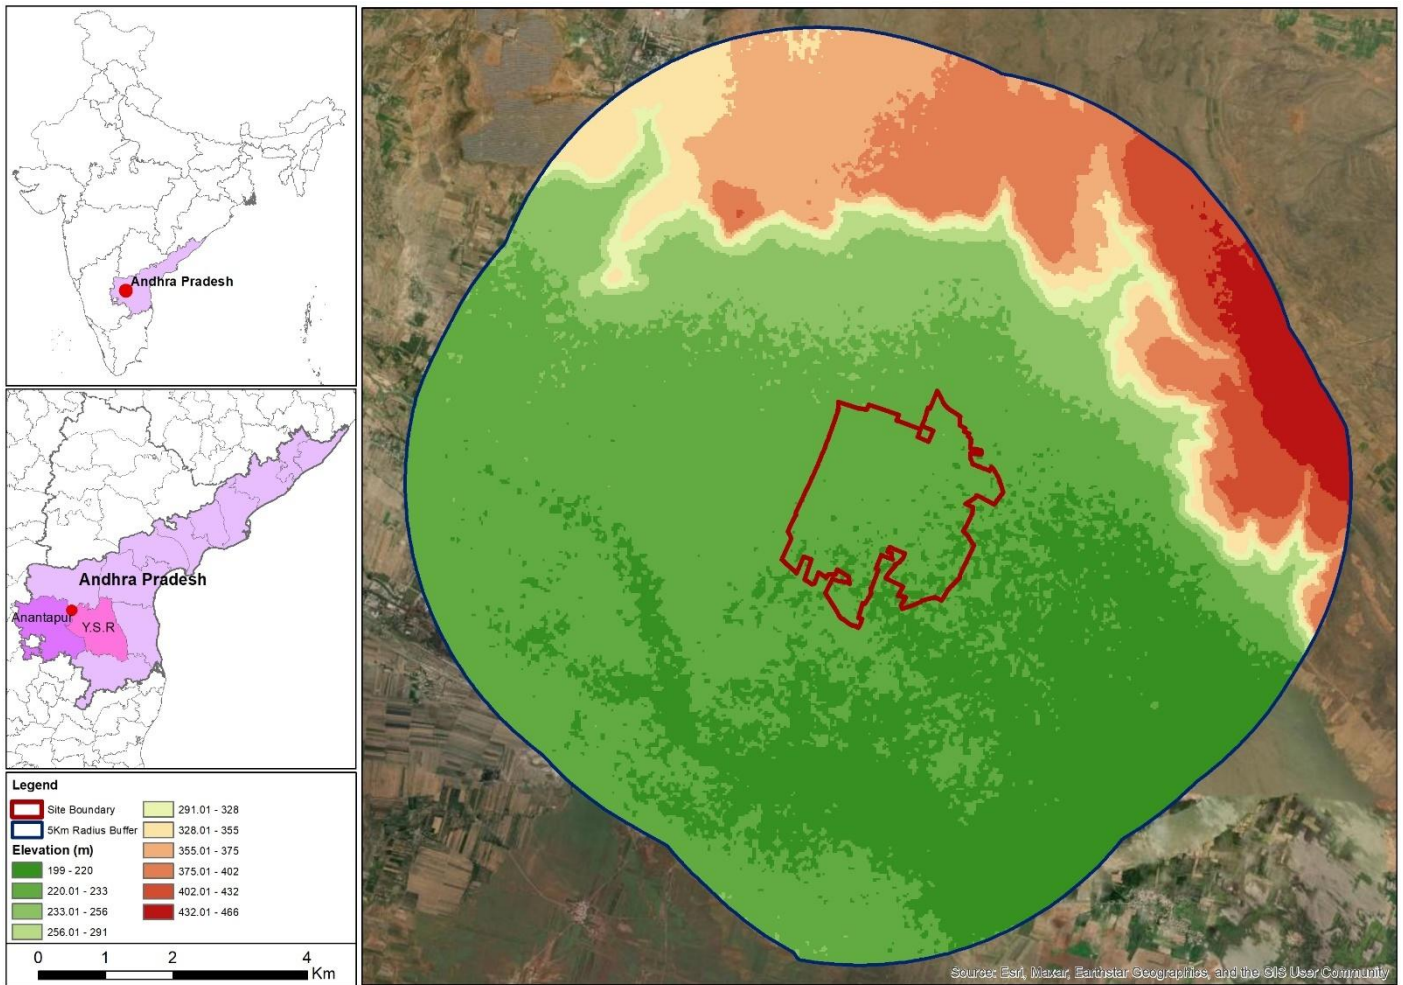 Andhra Pradesh
Andhra Pradesh
Anantapur
Y.S.R
Legend
Site Boundary
5Km Radius Buffer
Elevation (m)
199 - 220
220.01 - 233
233.01 - 256
256.01 - 291
291.01 - 328
328.01 - 355
355.01 - 375
375.01 - 402
402.01 - 432
432.01 - 466
0 1 2 4
Km
Source: Esri, Maxar, Earthstar Geographics, and the GIS User Community